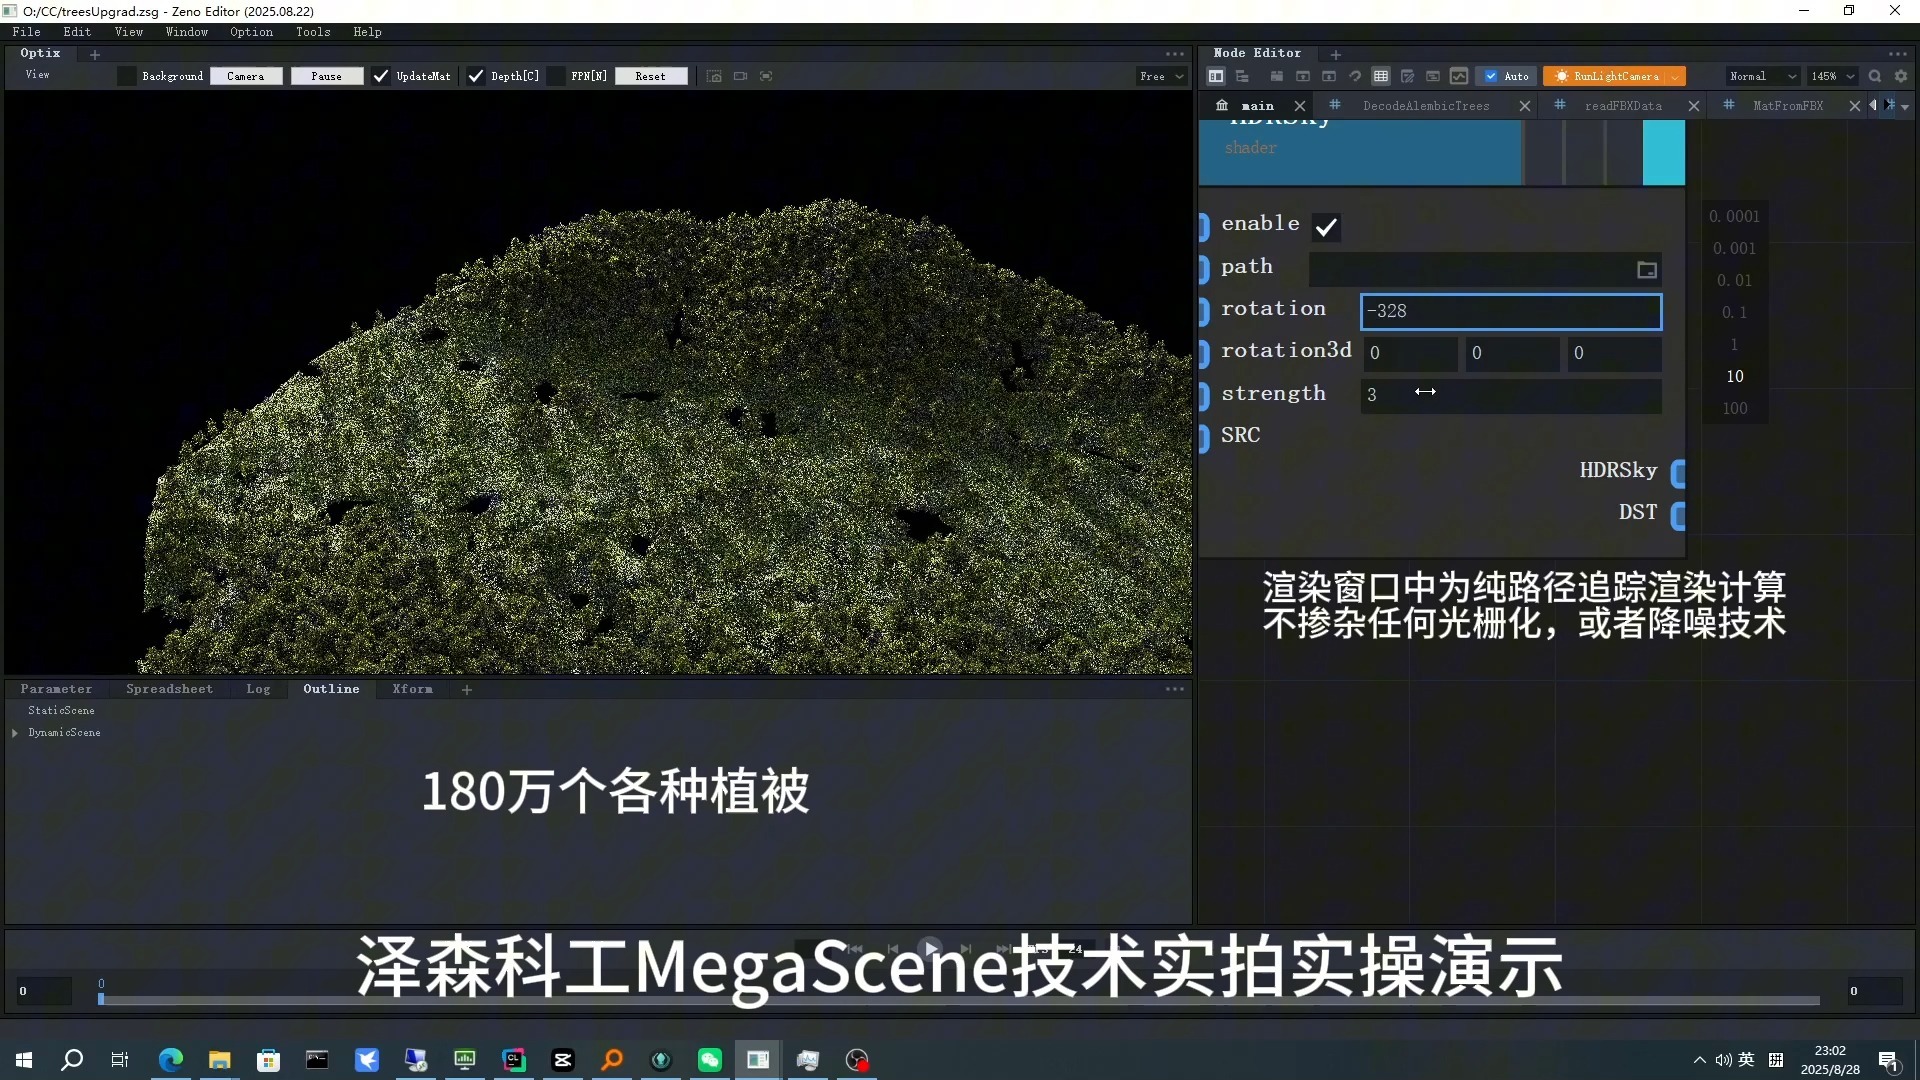 O:/CC/treesUpgrad.zsg - Zeno Editor (2025.08.22)
File Edit View Window Option Tools Help
Optix
View Background Camera Pause UpdateMat Depth[C] FPN[N] Reset Free
Node Editor
Auto RunLightCamera Normal 145%
main DecodeAlembicTrees readFBXData MatFromFBX
HDRSky
shader
enable
path
rotation -328
rotation3d 0 0 0
strength 3
SRC
HDRSky
DST
0.0001
0.001
0.01
0.1
1
10
100
渲染窗口中为纯路径追踪渲染计算
不掺杂任何光栅化，或者降噪技术
Parameter Spreadsheet Log Outline Xform
StaticScene
DynamicScene
180万个各种植被
24
泽森科工MegaScene技术实拍实操演示
0 0 0
英 拼
23:02
2025/8/28
1